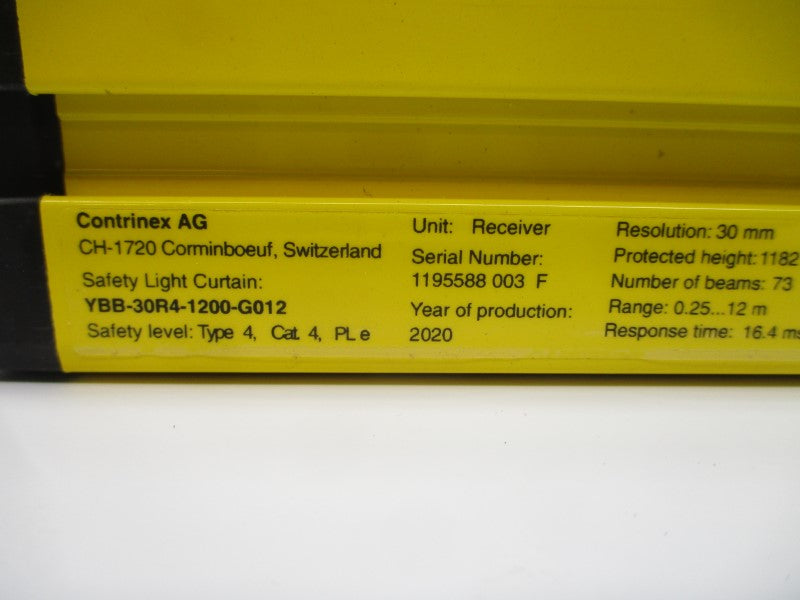 Contrinex AG
CH-1720 Corminboeuf, Switzerland
Safety Light Curtain:
YBB-30R4-1200-G012
Safety level: Type 4, Cat. 4, PL e
Unit: Receiver
Serial Number:
1195588 003 F
Year of production:
2020
Resolution: 30 mm
Protected height: 1182
Number of beams: 73
Range: 0.25...12 m
Response time: 16.4 ms